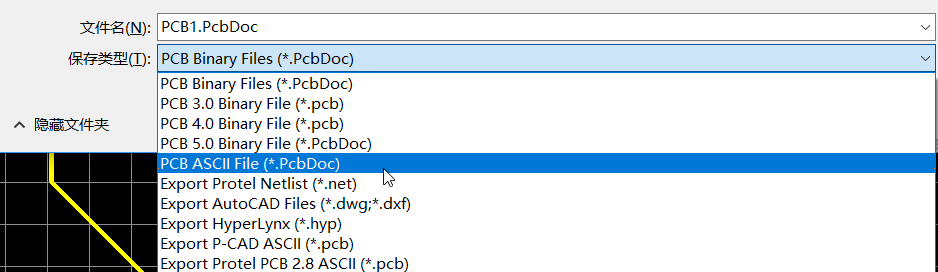 文件名(N): PCB1.PcbDoc
保存类型(T): PCB Binary Files (*.PcbDoc)
PCB Binary Files (*.PcbDoc)
PCB 3.0 Binary File (*.pcb)
PCB 4.0 Binary File (*.pcb)
PCB 5.0 Binary File (*.PcbDoc)
隐藏文件夹
PCB ASCII File (*.PcbDoc)
Export Protel Netlist (*.net)
Export AutoCAD Files (*.dwg;*.dxf)
Export HyperLynx (*.hyp)
Export P-CAD ASCII (*.pcb)
Export Protel PCB 2.8 ASCII (*.pcb)